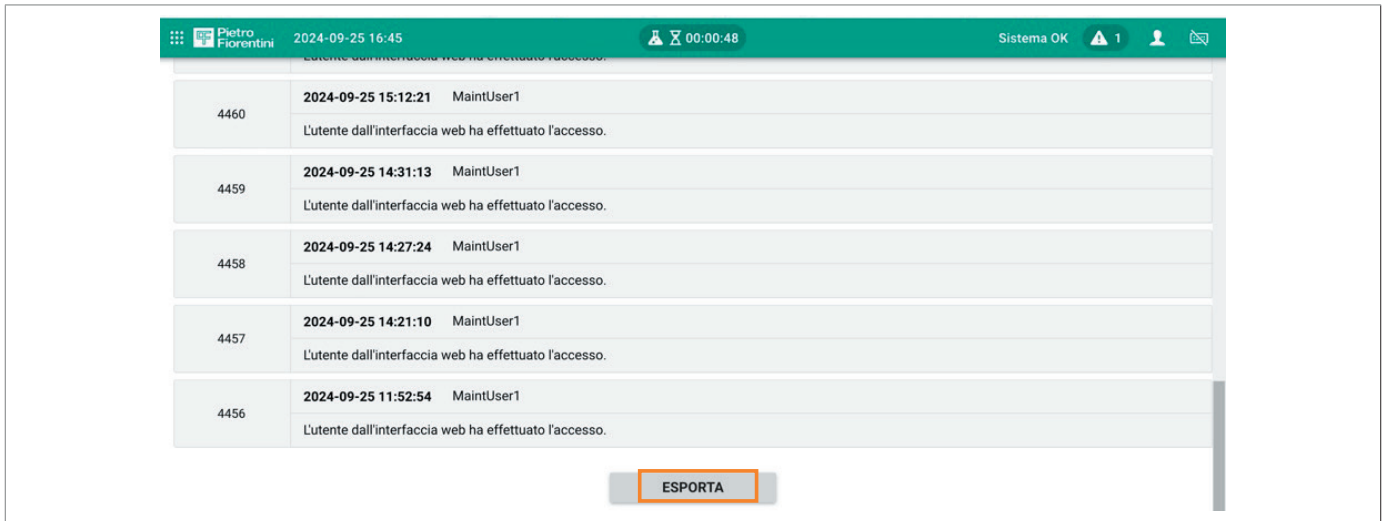 Pietro
Fiorentini
2024-09-25 16:45
00:00:48
Sistema OK
1
L'utente dall'interfaccia web ha effettuato l'accesso.
4460
2024-09-25 15:12:21 MaintUser1
L'utente dall'interfaccia web ha effettuato l'accesso.
4459
2024-09-25 14:31:13 MaintUser1
L'utente dall'interfaccia web ha effettuato l'accesso.
4458
2024-09-25 14:27:24 MaintUser1
L'utente dall'interfaccia web ha effettuato l'accesso.
4457
2024-09-25 14:21:10 MaintUser1
L'utente dall'interfaccia web ha effettuato l'accesso.
4456
2024-09-25 11:52:54 MaintUser1
L'utente dall'interfaccia web ha effettuato l'accesso.
ESPORTA